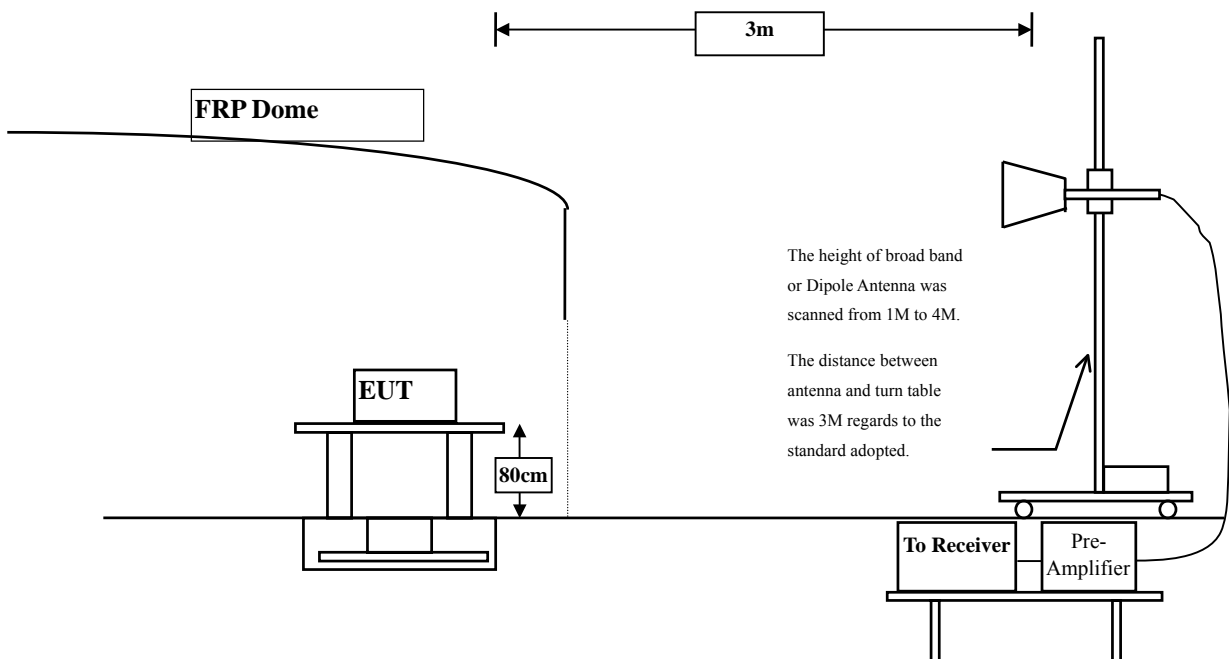 3m
FRP Dome
The height of broad band
or Dipole Antenna was
scanned from 1M to 4M.
The distance between
antenna and turn table
was 3M regards to the
standard adopted.
EUT
80cm
To Receiver
Pre-
Amplifier